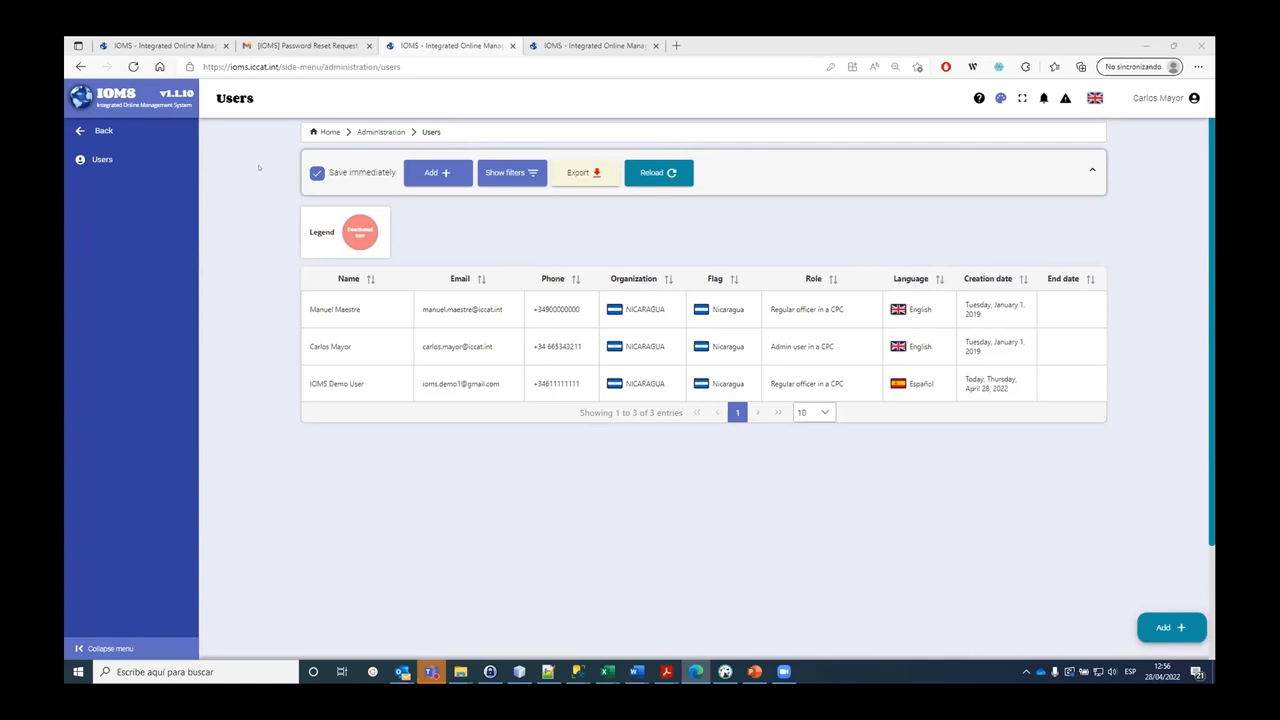 IOMS - Integrated Online Mana
[IOMS] Password Reset Request
IOMS - Integrated Online Mana
IOMS - Integrated Online Mana
https://ioms.iccat.int/side-menu/administration/users
No sincronizando
IOMS v1.1.10
Integrated Online Management System
Users
Carlos Mayor
Back
Users
Home Administration Users
Save immediately Add Show filters Export Reload
Legend Deactivated user
Name Email Phone Organization Flag Role Language Creation date End date
Manuel Maestre manuel.maestre@iccat.int +34900000000 NICARAGUA Nicaragua Regular officer in a CPC English Tuesday, January 1, 2019
Carlos Mayor carlos.mayor@iccat.int +34 665343211 NICARAGUA Nicaragua Admin user in a CPC English Tuesday, January 1, 2019
IOMS Demo User ioms.demo1@gmail.com +34611111111 NICARAGUA Nicaragua Regular officer in a CPC Español Today, Thursday, April 28, 2022
Showing 1 to 3 of 3 entries 1 10
Add
Collapse menu
Escribe aquí para buscar
ESP
12:56
28/04/2022
21